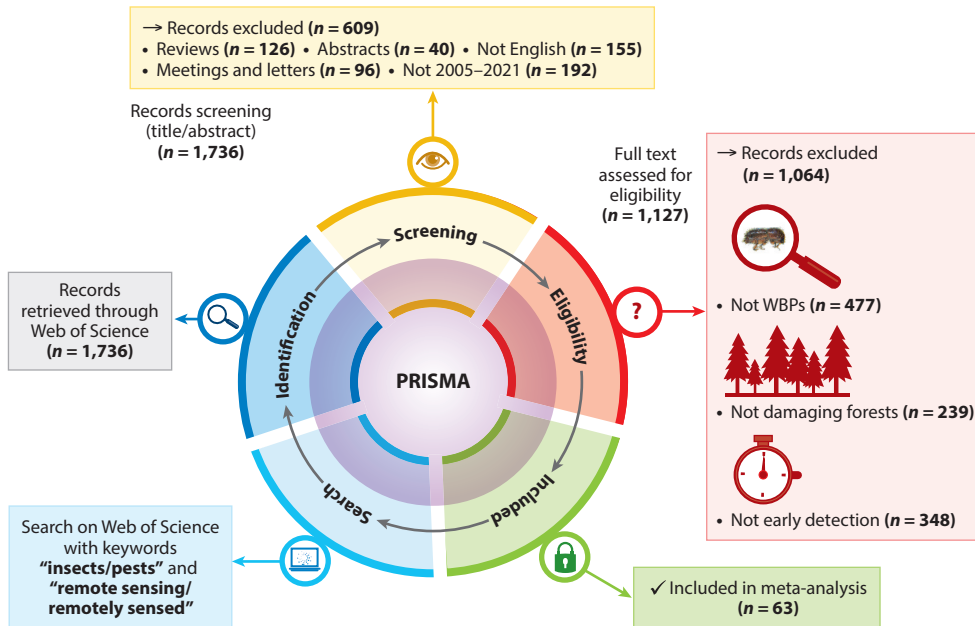 → Records excluded (n = 609)
• Reviews (n = 126) • Abstracts (n = 40) • Not English (n = 155)
• Meetings and letters (n = 96) • Not 2005–2021 (n = 192)
Records screening
(title/abstract)
(n = 1,736)
Full text
assessed for
eligibility
(n = 1,127)
→ Records excluded
(n = 1,064)
• Not WBPs (n = 477)
• Not damaging forests (n = 239)
• Not early detection (n = 348)
Records
retrieved through
Web of Science
(n = 1,736)
Screening
Eligibility
?
Identification
PRISMA
Included
Search
Search on Web of Science
with keywords
“insects/pests” and
“remote sensing/
remotely sensed”
✓ Included in meta-analysis
(n = 63)